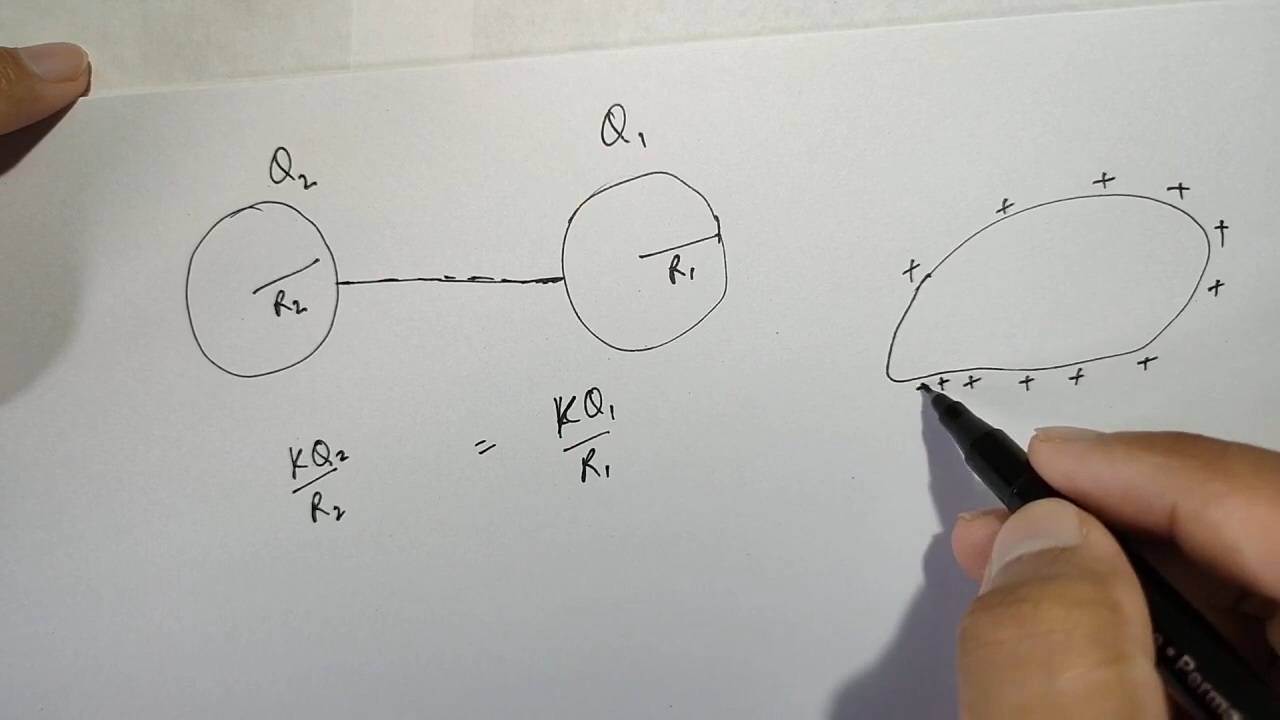 Q₂
Q₁
R₂
R₁
KQ₂/R₂ = KQ₁/R₁
+ + + + + + + + + + + + +